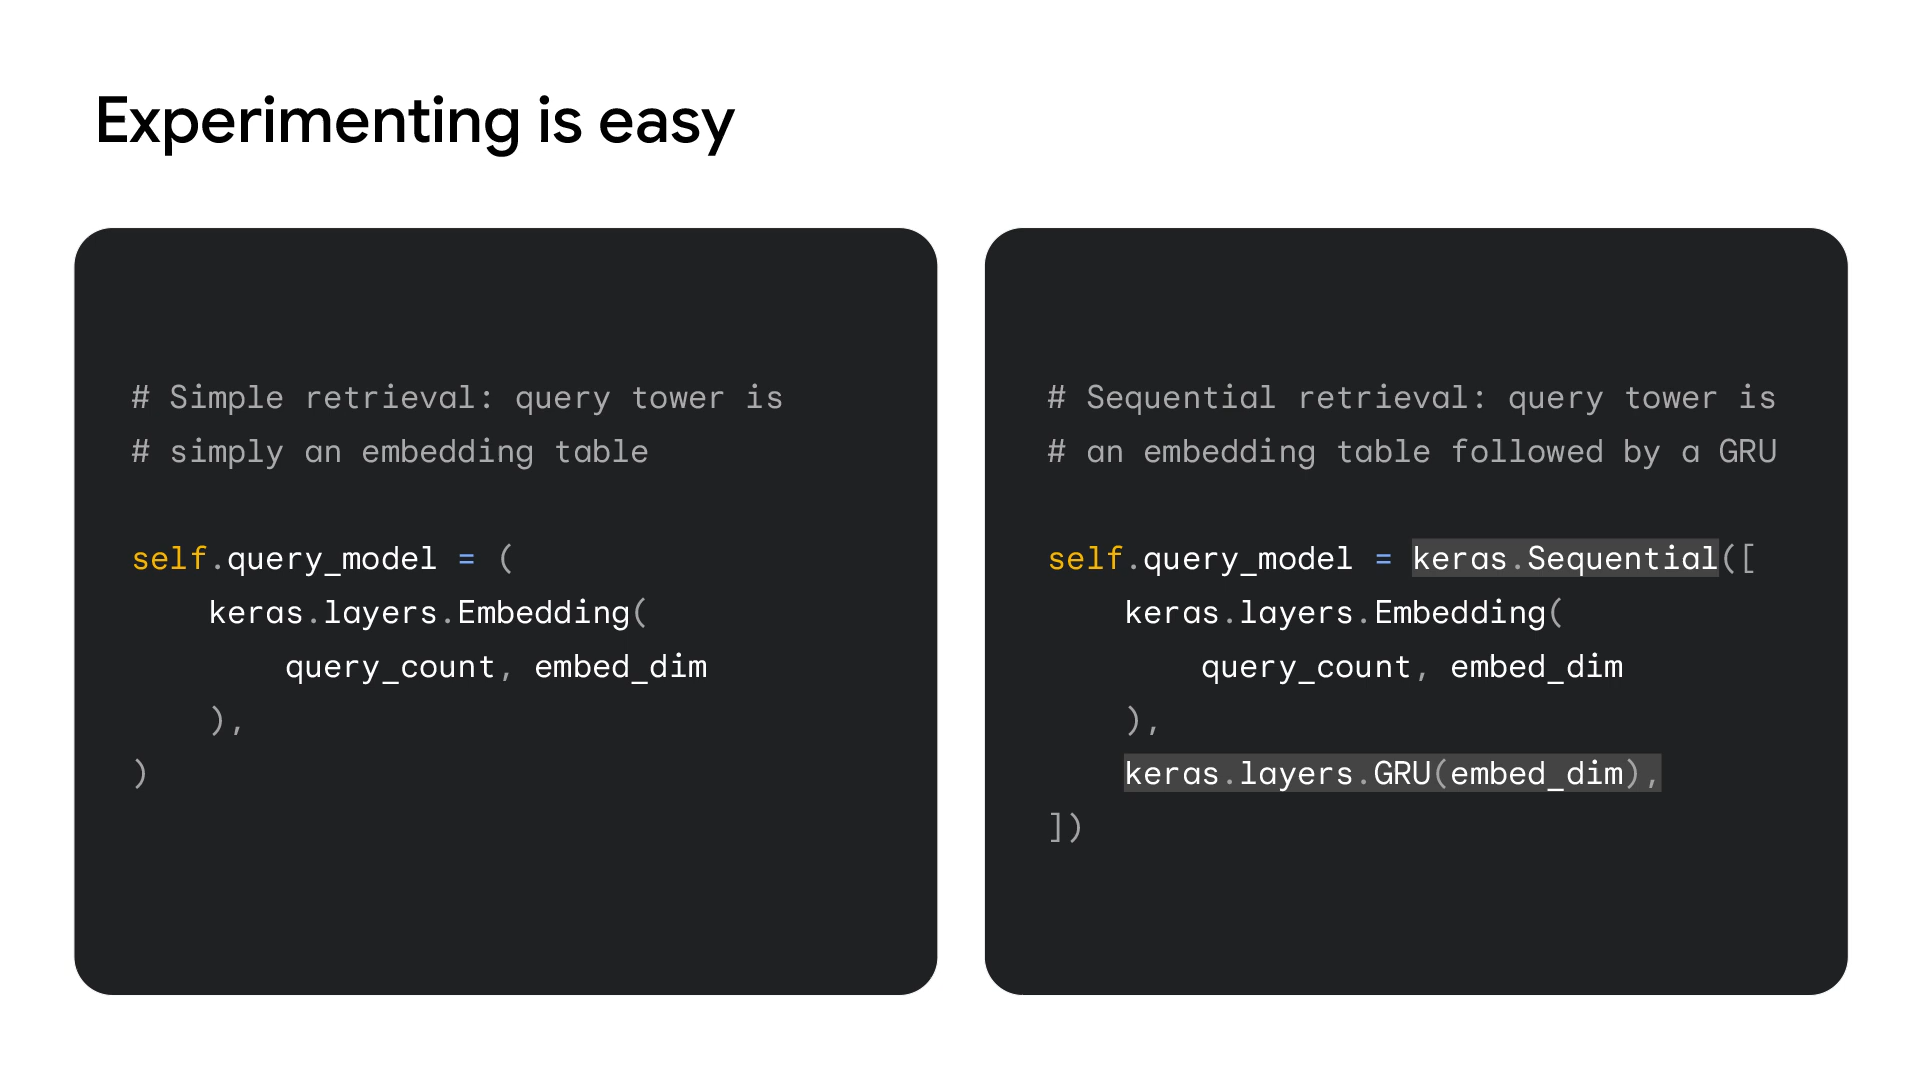 Experimenting is easy
# Simple retrieval: query tower is
# simply an embedding table
self.query_model = (
    keras.layers.Embedding(
        query_count, embed_dim
    ),
)
# Sequential retrieval: query tower is
# an embedding table followed by a GRU
self.query_model = keras.Sequential([
    keras.layers.Embedding(
        query_count, embed_dim
    ),
    keras.layers.GRU(embed_dim),
])